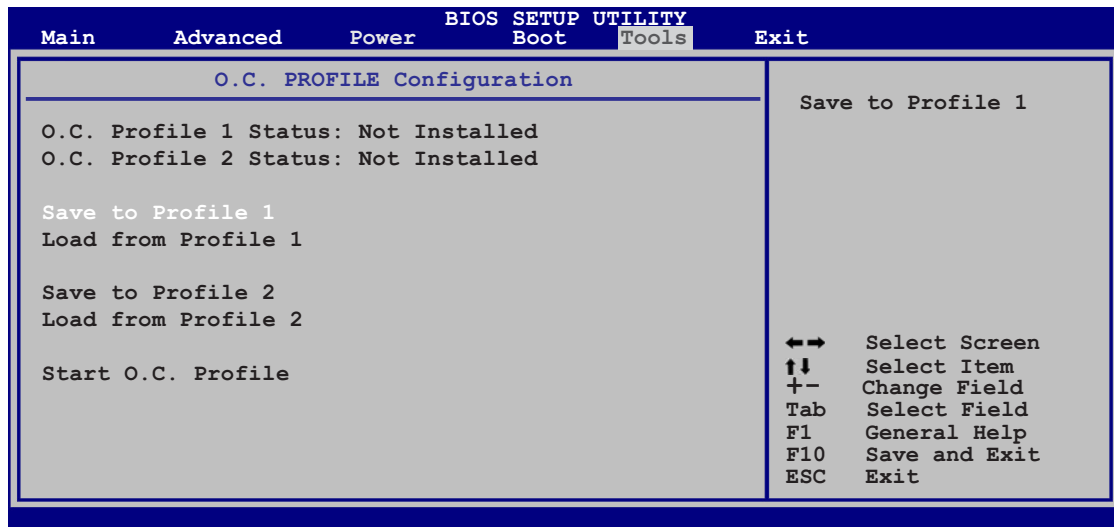 BIOS SETUP UTILITY
Main Advanced Power Boot Tools Exit
O.C. PROFILE Configuration
O.C. Profile 1 Status: Not Installed
O.C. Profile 2 Status: Not Installed
Save to Profile 1
Load from Profile 1
Save to Profile 2
Load from Profile 2
Start O.C. Profile
Save to Profile 1
←→ Select Screen
↑↓ Select Item
+- Change Field
Tab Select Field
F1 General Help
F10 Save and Exit
ESC Exit